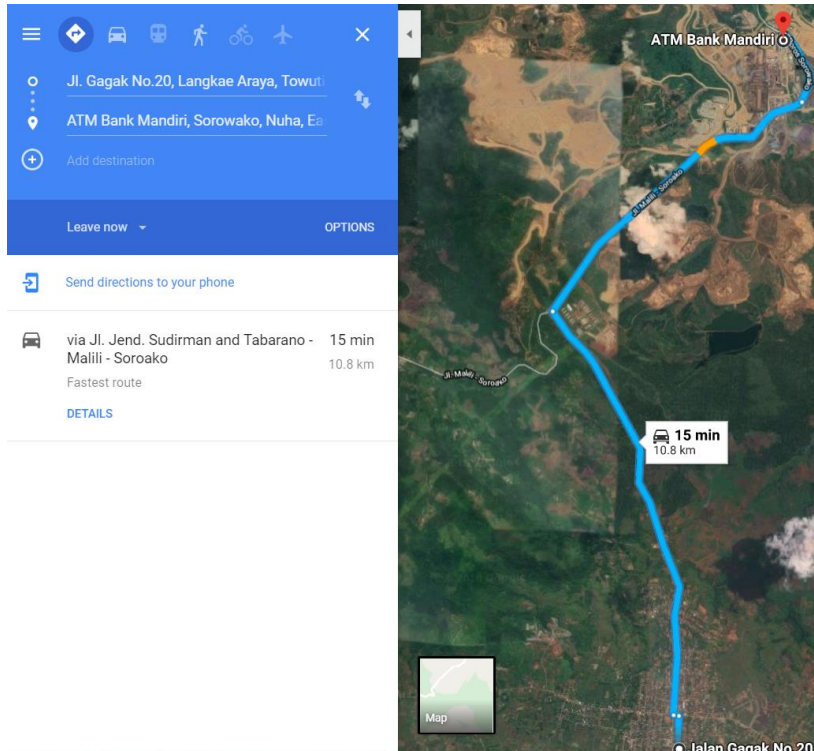 Jl. Gagak No.20, Langkae Araya, Towuti
ATM Bank Mandiri, Sorowako, Nuha, Ea
Add destination
Leave now
OPTIONS
Send directions to your phone
via Jl. Jend. Sudirman and Tabarano - 15 min
Malili - Soroako 10.8 km
Fastest route
DETAILS
ATM Bank Mandiri
Sorowako
Jl. Malili - Soroako
Jl. Malili - Soroako
15 min
10.8 km
Map
Jalan Gagak No.20